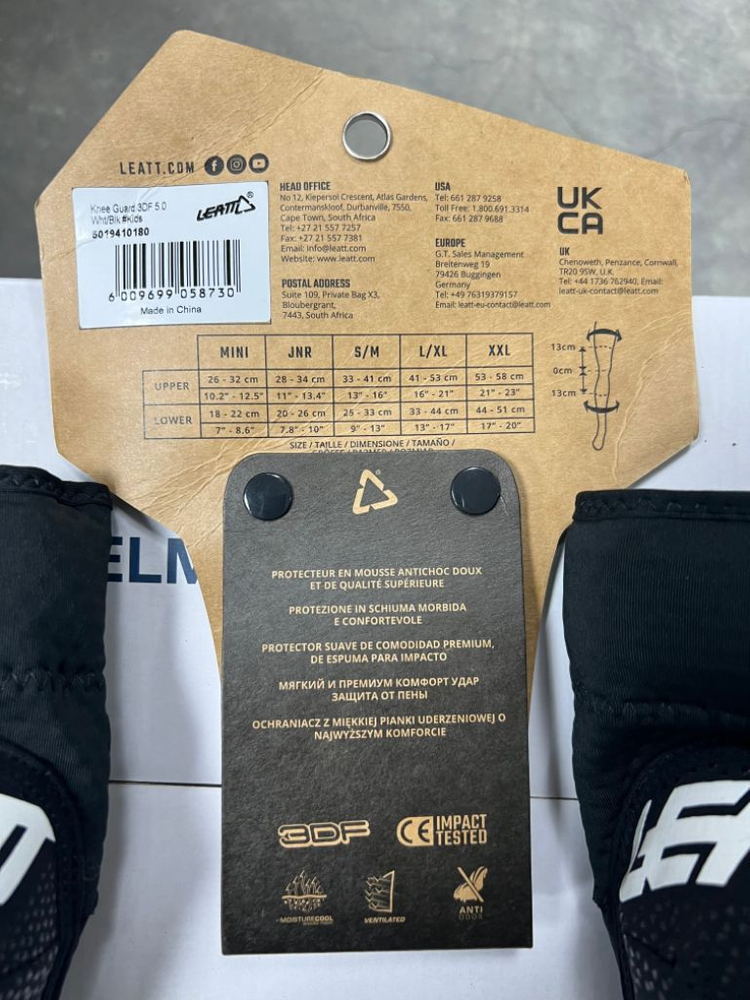 LEATT.COM
Knee Guard 3DF 5.0
Wht/Blk #Kids
5019410180
LEATT
6 009699 058730
Made in China
HEAD OFFICE
No 12, Kiepersol Crescent, Atlas Gardens,
Contermanskloof, Durbanville, 7550,
Cape Town, South Africa
Tel: +27 21 557 7257
Fax: +27 21 557 7381
Email: info@leatt.com
Website: www.leatt.com
POSTAL ADDRESS
Suite 109, Private Bag X3,
Bloubergrant,
7443, South Africa
USA
Tel: 661 287 9258
Toll Free: 1.800.691.3314
Fax: 661 287 9688
EUROPE
G.T. Sales Management
Breitenweg 19
79426 Buggingen
Germany
Tel: +49 76319379157
Email: leatt-eu-contact@leatt.com
UK
CA
UK
Chenoweth, Penzance, Cornwall,
TR20 9SW, U.K.
Tel: +44 1736 762940, Email:
leatt-uk-contact@leatt.com
MINI JNR S/M L/XL XXL
UPPER 26 - 32 cm 28 - 34 cm 33 - 41 cm 41 - 53 cm 53 - 58 cm
10.2" - 12.5" 11" - 13.4" 13" - 16" 16" - 21" 21" - 23"
LOWER 18 - 22 cm 20 - 26 cm 25 - 33 cm 33 - 44 cm 44 - 51 cm
7" - 8.6" 7.8" - 10" 9" - 13" 13" - 17" 17" - 20"
13cm
0cm
13cm
SIZE / TAILLE / DIMENSIONE / TAMAÑO /
PROTECTEUR EN MOUSSE ANTICHOC DOUX
ET DE QUALITÉ SUPÉRIEURE
PROTEZIONE IN SCHIUMA MORBIDA
E CONFORTEVOLE
PROTECTOR SUAVE DE COMODIDAD PREMIUM,
DE ESPUMA PARA IMPACTO
МЯГКИЙ И ПРЕМИУМ КОМФОРТ УДАР
ЗАЩИТА ОТ ПЕНЫ
OCHRANIACZ Z MIĘKKIEJ PIANKI UDERZENIOWEJ O
NAJWYŻSZYM KOMFORCIE
3DF
CE IMPACT
TESTED
MOISTURECOOL
VENTILATED
ANTI
ODOR
ELM
LEAT